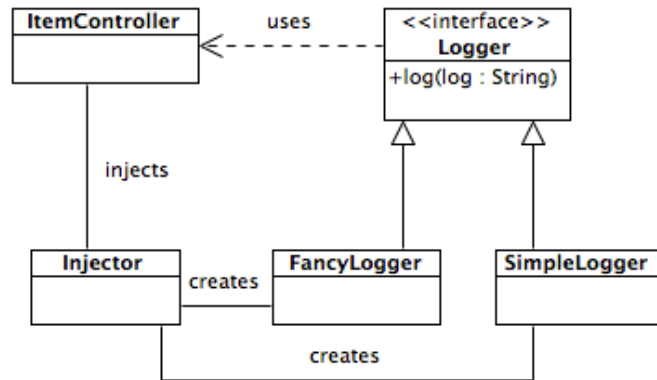 ItemController
uses
<<interface>>
Logger
+log(log : String)
injects
Injector
creates
FancyLogger
SimpleLogger
creates